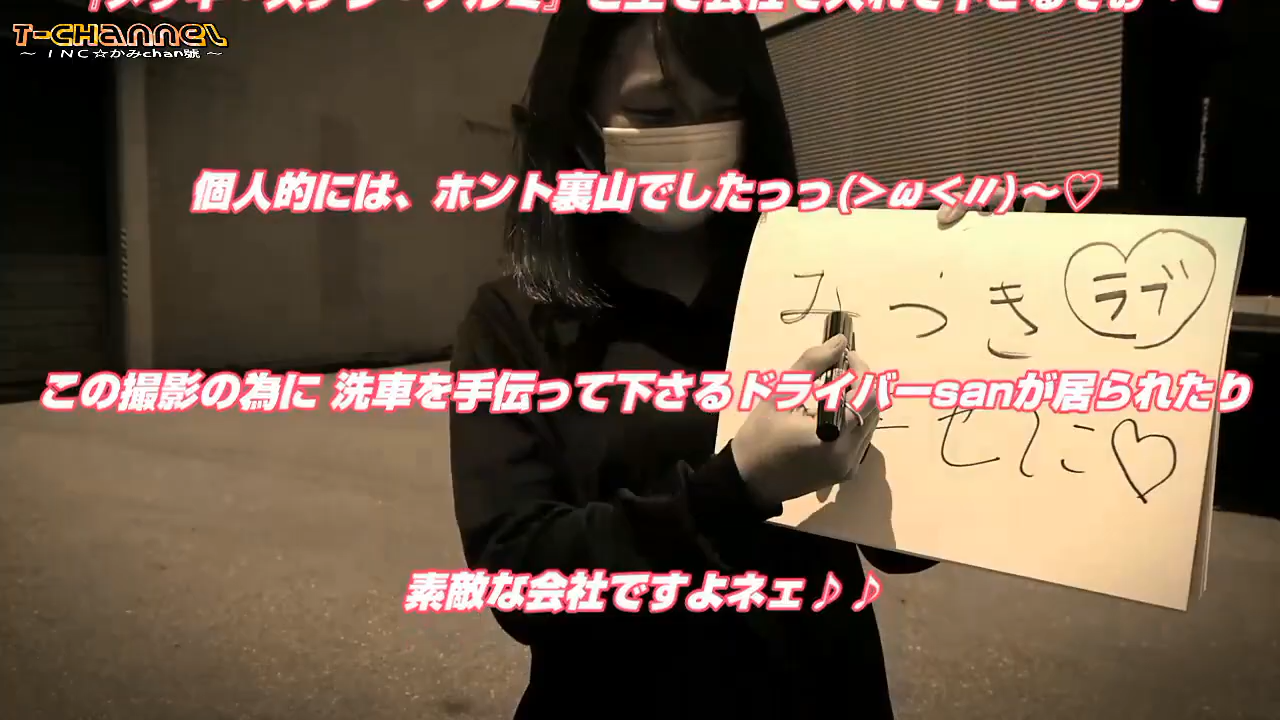 T-CHANNEL
～ INC☆かみchan號 ～
個人的には、ホント裏山でしたっっ(>ω<〃)～♡
みづき ラブ
この撮影の為に 洗車を手伝って下さるドライバーsanが居られたり
せに♡
素敵な会社ですよネェ♪♪